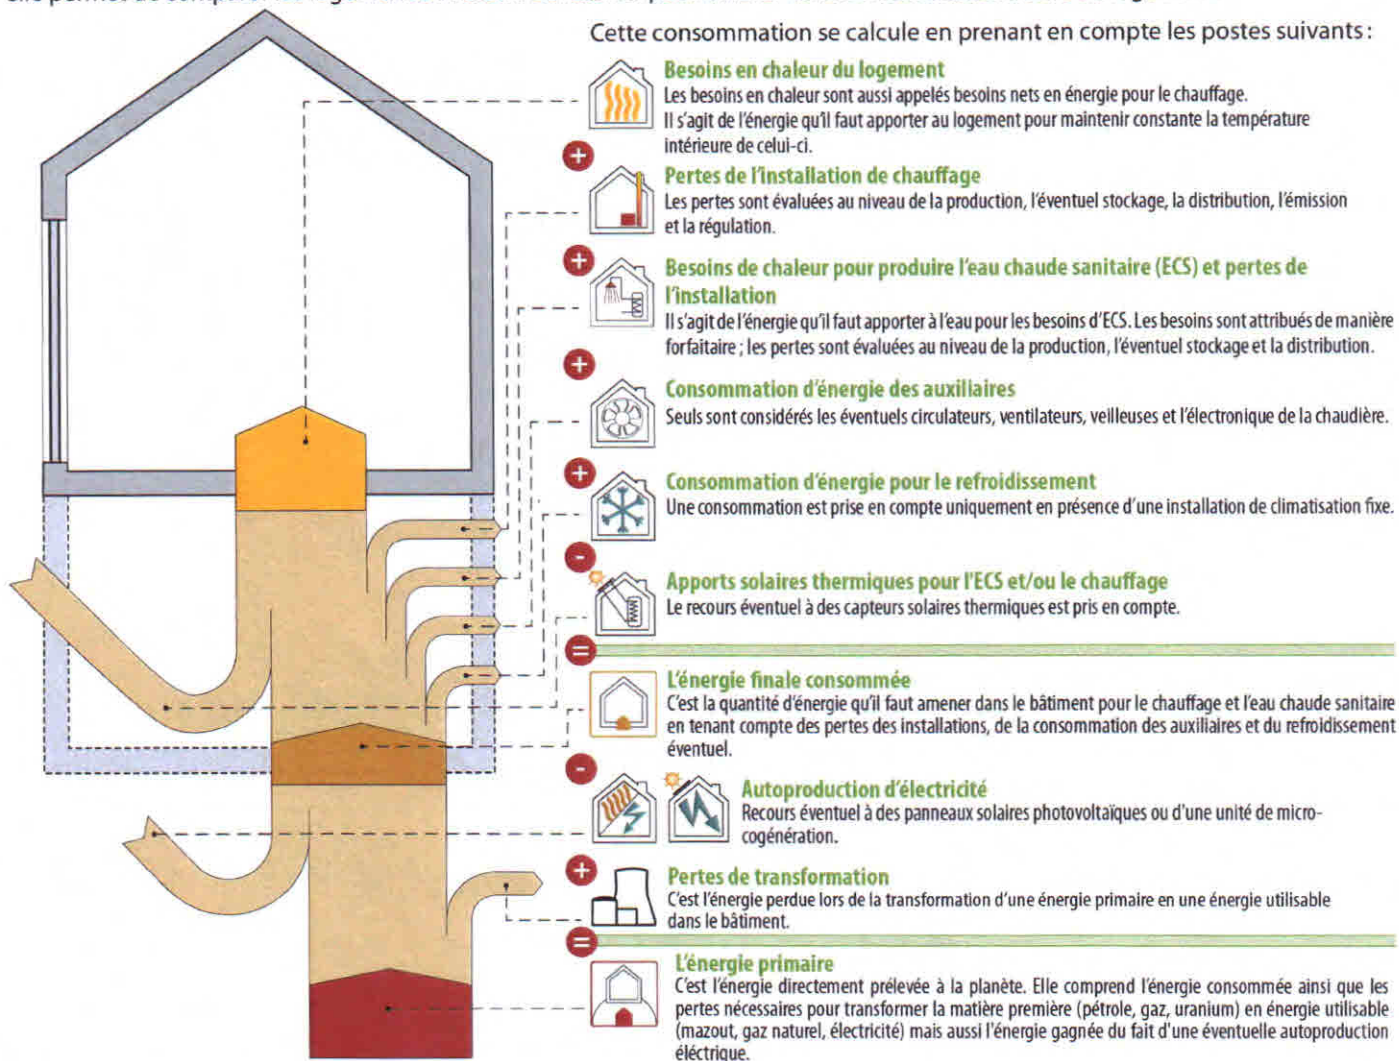 Cette consommation se calcule en prenant en compte les postes suivants :
Besoins en chaleur du logement
Les besoins en chaleur sont aussi appelés besoins nets en énergie pour le chauffage.
Il s'agit de l'énergie qu'il faut apporter au logement pour maintenir constante la température
intérieure de celui-ci.
+
Pertes de l'installation de chauffage
Les pertes sont évaluées au niveau de la production, l'éventuel stockage, la distribution, l'émission
et la régulation.
+
Besoins de chaleur pour produire l'eau chaude sanitaire (ECS) et pertes de
l'installation
Il s'agit de l'énergie qu'il faut apporter à l'eau pour les besoins d'ECS. Les besoins sont attribués de manière
forfaitaire ; les pertes sont évaluées au niveau de la production, l'éventuel stockage et la distribution.
+
Consommation d'énergie des auxiliaires
Seuls sont considérés les éventuels circulateurs, ventilateurs, veilleuses et l'électronique de la chaudière.
+
Consommation d'énergie pour le refroidissement
Une consommation est prise en compte uniquement en présence d'une installation de climatisation fixe.
-
Apports solaires thermiques pour l'ECS et/ou le chauffage
Le recours éventuel à des capteurs solaires thermiques est pris en compte.
=
L'énergie finale consommée
C'est la quantité d'énergie qu'il faut amener dans le bâtiment pour le chauffage et l'eau chaude sanitaire
en tenant compte des pertes des installations, de la consommation des auxiliaires et du refroidissement
éventuel.
-
Autoproduction d'électricité
Recours éventuel à des panneaux solaires photovoltaïques ou d'une unité de micro-
cogénération.
+
Pertes de transformation
C'est l'énergie perdue lors de la transformation d'une énergie primaire en une énergie utilisable
dans le bâtiment.
=
L'énergie primaire
C'est l'énergie directement prélevée à la planète. Elle comprend l'énergie consommée ainsi que les
pertes nécessaires pour transformer la matière première (pétrole, gaz, uranium) en énergie utilisable
(mazout, gaz naturel, électricité) mais aussi l'énergie gagnée du fait d'une éventuelle autoproduction
éléctrique.